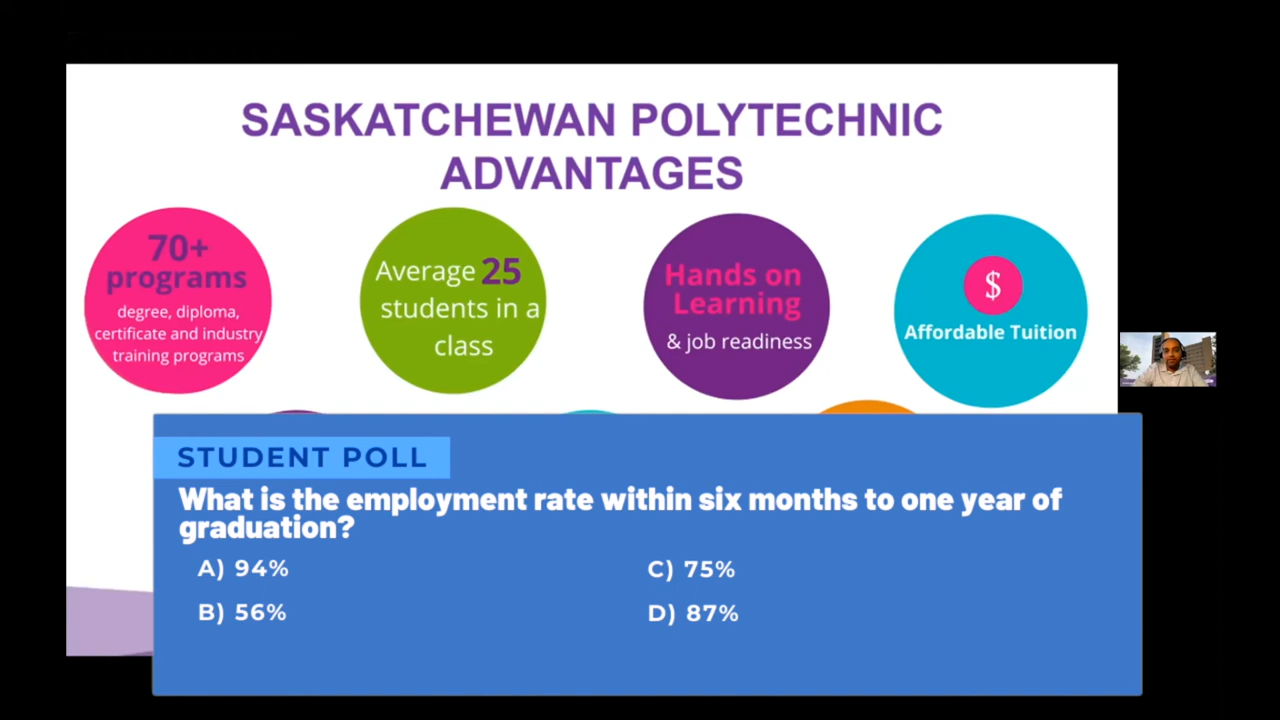 SASKATCHEWAN POLYTECHNIC
ADVANTAGES
70+
programs
degree, diploma,
certificate and industry
training programs
Average 25
students in a
class
Hands on
Learning
& job readiness
$
Affordable Tuition
STUDENT POLL
What is the employment rate within six months to one year of
graduation?
A) 94%
B) 56%
C) 75%
D) 87%